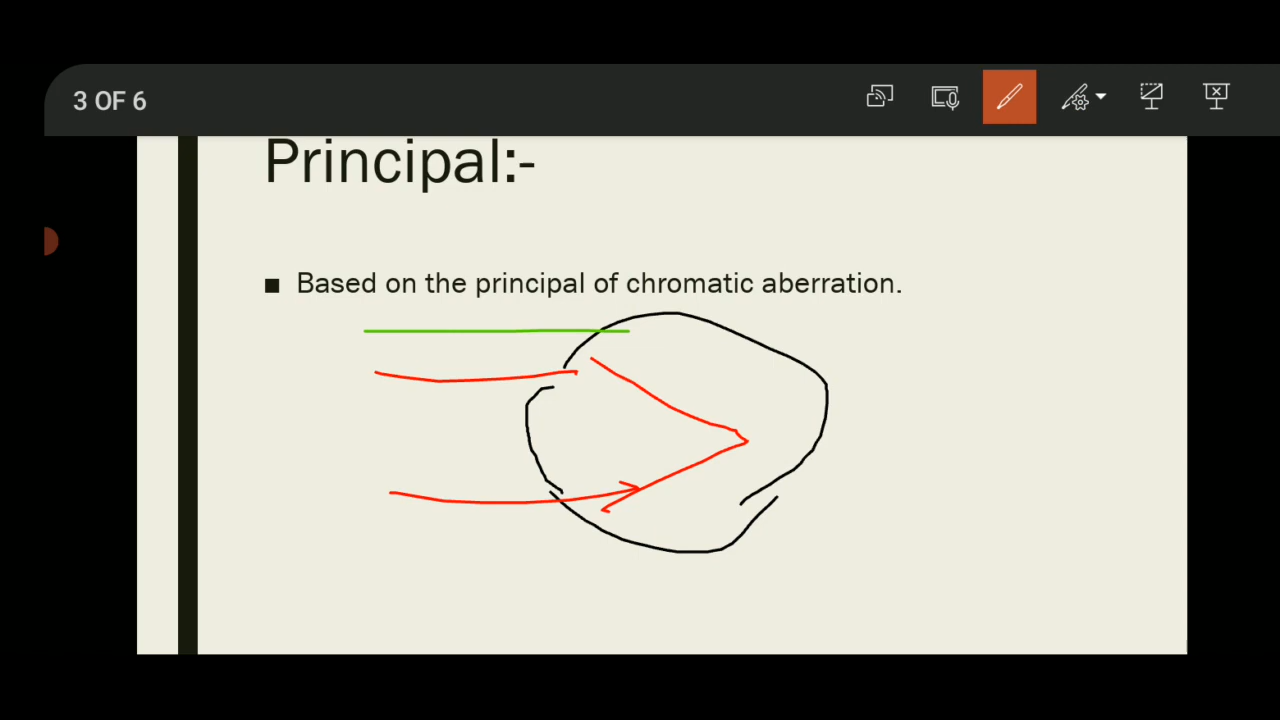 3 OF 6
Principal:-
Based on the principal of chromatic aberration.